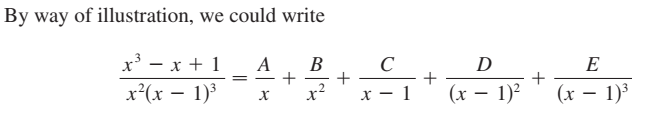 By way of illustration, we could write
x³ − x + 1 / x²(x − 1)³ = A / x + B / x² + C / x − 1 + D / (x − 1)² + E / (x − 1)³